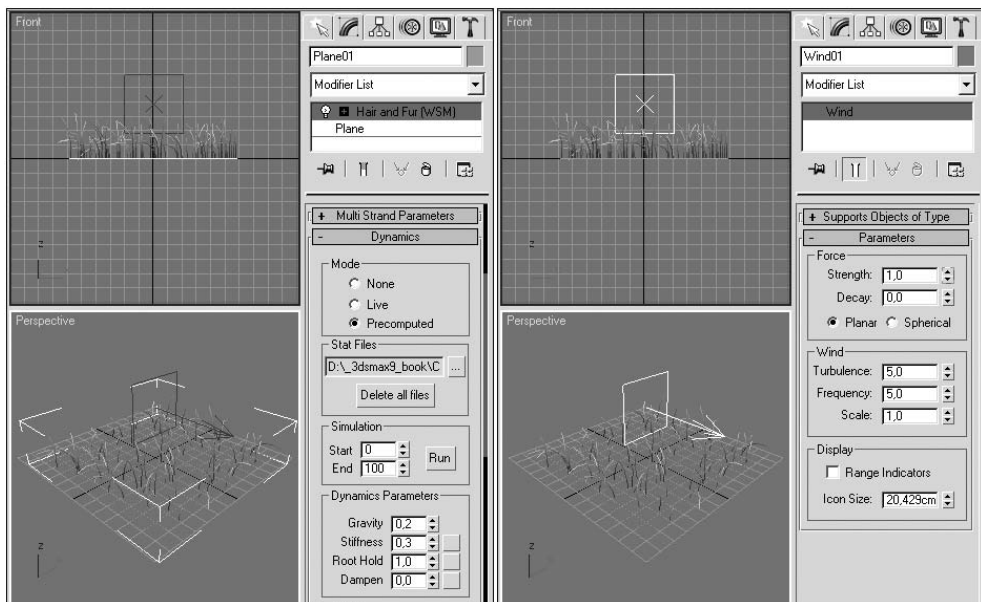 Front
Plane01
Modifier List
Hair and Fur (WSM)
Plane
+ Multi Strand Parameters
- Dynamics
Mode
None
Live
Precomputed
Stat Files
D:\_3dsmax9_book\C ...
Delete all files
Simulation
Start 0
End 100
Run
Dynamics Parameters
Gravity 0,2
Stiffness 0,3
Root Hold 1,0
Dampen 0,0
z
Perspective
z
Front
Wind01
Modifier List
Wind
+ Supports Objects of Type
- Parameters
Force
Strength: 1,0
Decay: 0,0
Planar Spherical
Wind
Turbulence: 5,0
Frequency: 5,0
Scale: 1,0
Display
Range Indicators
Icon Size: 20,429cm
z
Perspective
z